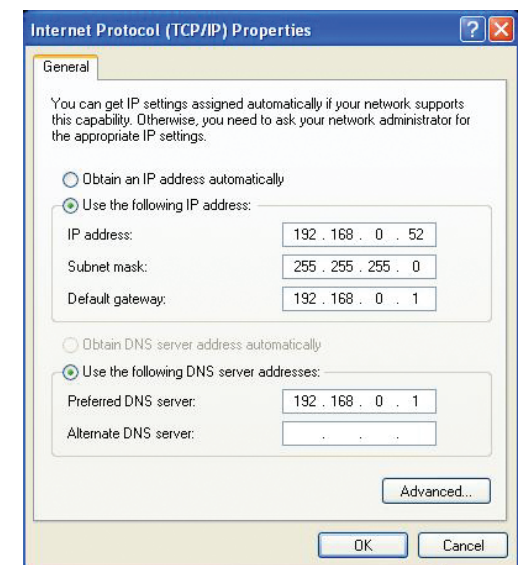 Internet Protocol (TCP/IP) Properties
General
You can get IP settings assigned automatically if your network supports
this capability. Otherwise, you need to ask your network administrator for
the appropriate IP settings.
Obtain an IP address automatically
Use the following IP address:
IP address: 192 . 168 . 0 . 52
Subnet mask: 255 . 255 . 255 . 0
Default gateway: 192 . 168 . 0 . 1
Obtain DNS server address automatically
Use the following DNS server addresses:
Preferred DNS server: 192 . 168 . 0 . 1
Alternate DNS server: . . .
Advanced...
OK Cancel